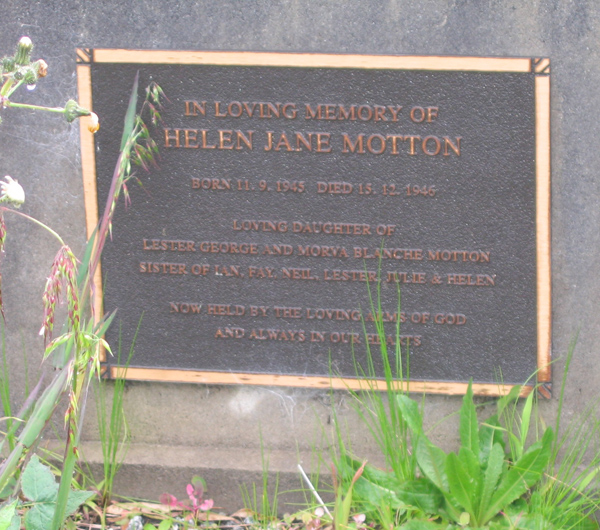 IN LOVING MEMORY OF
HELEN JANE MOTTON
BORN 11. 9. 1945 DIED 15. 12. 1946.
LOVING DAUGHTER OF
LESTER GEORGE AND MORVA BLANCHE MOTTON
SISTER OF IAN, FAY, NEIL, LESTER, JULIE & HELEN
NOW HELD BY THE LOVING ARMS OF GOD
AND ALWAYS IN OUR HEARTS